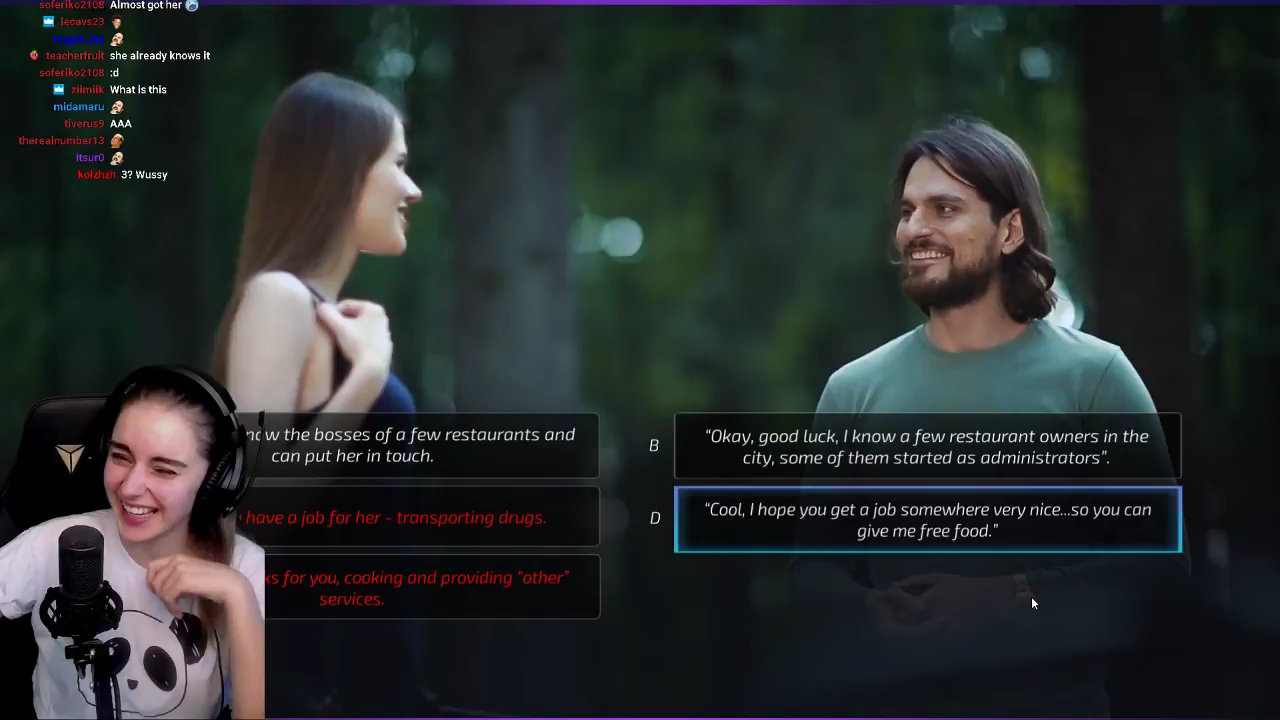 soferiko2108 Almost got her
lecavs23
teacherfruit she already knows it
soferiko2108 :d
ziimiik What is this
midamaru
tiverus9 AAA
therealnumber13
itsur0
kolzhzh 3? Wussy
the bosses of a few restaurants and
can put her in touch.
have a job for her - transporting drugs.
for you, cooking and providing "other"
services.
B
“Okay, good luck, I know a few restaurant owners in the
city, some of them started as administrators”.
D
“Cool, I hope you get a job somewhere very nice...so you can
give me free food.”